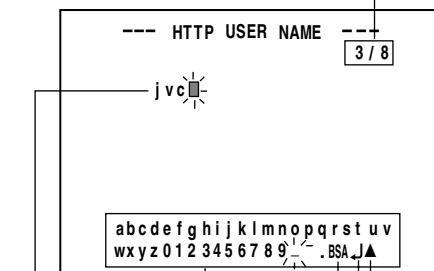 --- HTTP USER NAME ---
3/8
jvc
abcdefghijklmnopqrstuv
wxyz0123456789_-.BSA↲▲